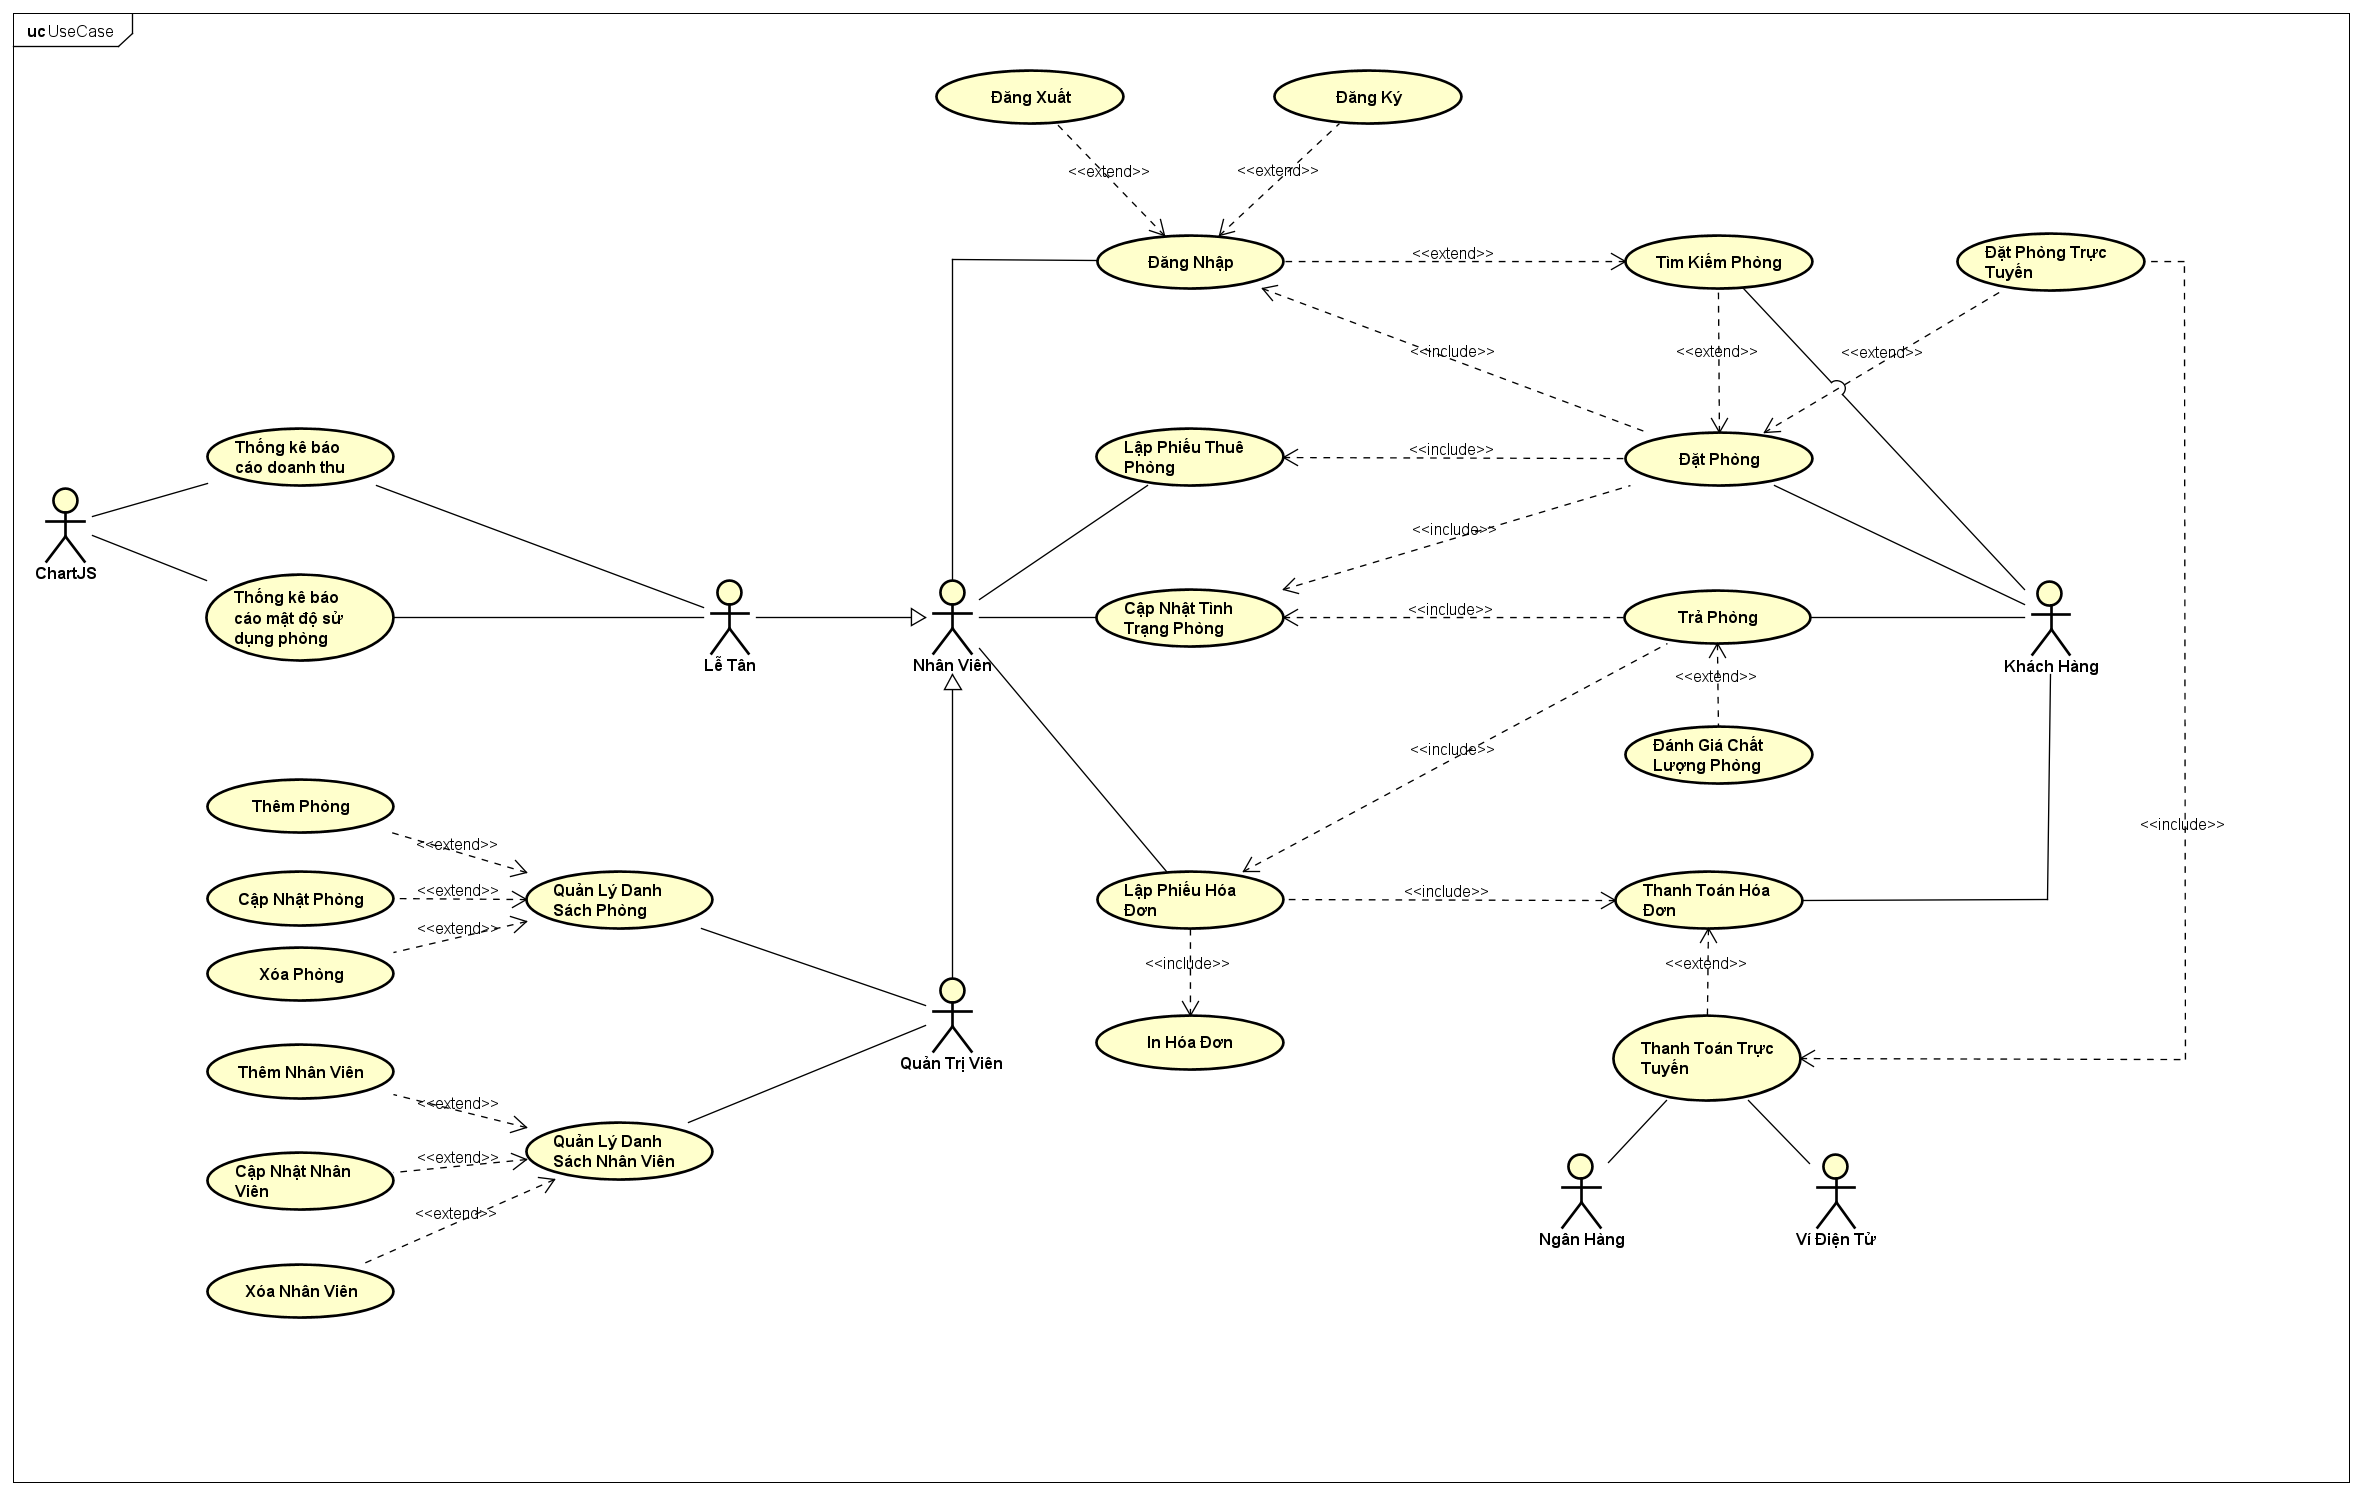 uc UseCase
Đăng Xuất
Đăng Ký
<<extend>>
<<extend>>
Đăng Nhập
<<extend>>
Tìm Kiếm Phòng
Đặt Phòng Trực
Tuyến
<<include>>
<<extend>>
<<extend>>
Thống kê báo
cáo doanh thu
Lập Phiếu Thuê
Phòng
<<include>>
Đặt Phòng
<<include>>
ChartJS
Thống kê báo
cáo mật độ sử
dụng phòng
Lễ Tân
Nhân Viên
Cập Nhật Tình
Trạng Phòng
<<include>>
Trả Phòng
Khách Hàng
<<extend>>
<<include>>
Đánh Giá Chất
Lượng Phòng
<<include>>
Thêm Phòng
<<extend>>
Cập Nhật Phòng
<<extend>>
Quản Lý Danh
Sách Phòng
<<extend>>
Xóa Phòng
Lập Phiếu Hóa
Đơn
<<include>>
Thanh Toán Hóa
Đơn
<<include>>
<<extend>>
In Hóa Đơn
Thanh Toán Trực
Tuyến
Quản Trị Viên
Thêm Nhân Viên
<<extend>>
Quản Lý Danh
Sách Nhân Viên
<<extend>>
Cập Nhật Nhân
Viên
<<extend>>
Xóa Nhân Viên
Ngân Hàng
Ví Điện Tử